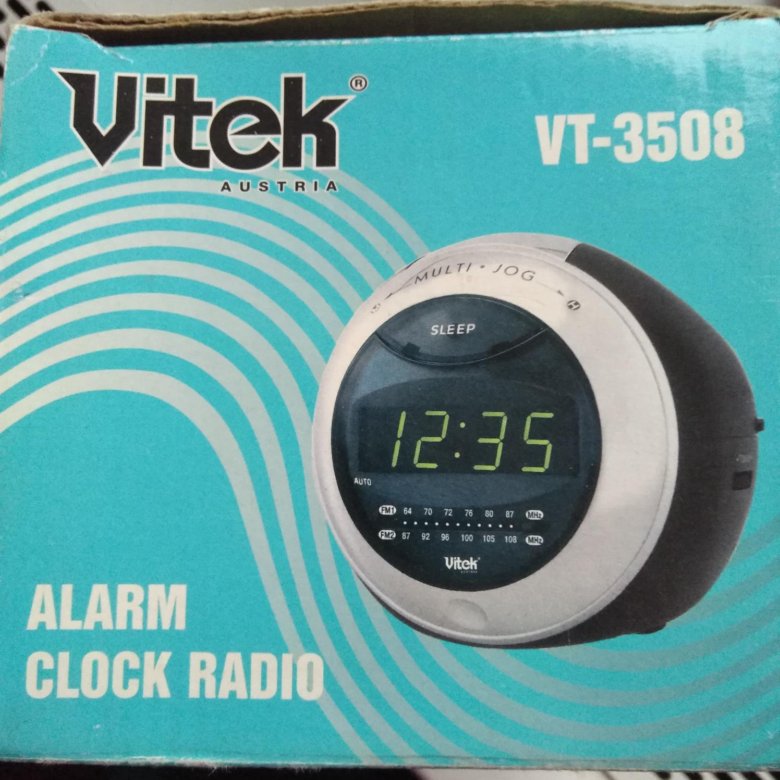 Vitek®
AUSTRIA
VT-3508
MULTI • JOG
SLEEP
12:35
AUTO
FM1 64 70 72 76 80 87 MHz
FM2 87 92 96 100 105 108 MHz
Vitek
ALARM
CLOCK RADIO